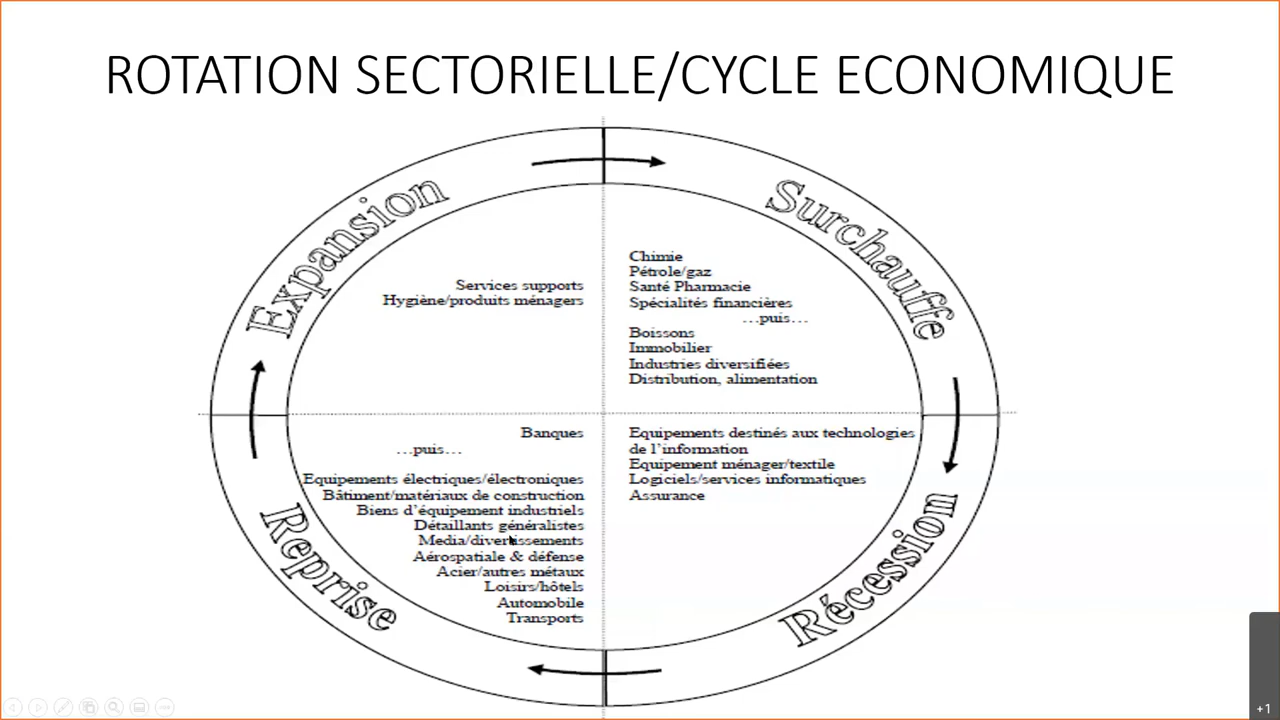 ROTATION SECTORIELLE/CYCLE ECONOMIQUE
Expansion
Surchauffe
Services supports
Hygiène/produits ménagers
Chimie
Pétrole/gaz
Santé Pharmacie
Spécialités financières
…puis…
Boissons
Immobilier
Industries diversifiées
Distribution, alimentation
Banques
…puis…
Equipements électriques/électroniques
Bâtiment/matériaux de construction
Biens d’équipement industriels
Détaillants généralistes
Media/divertissements
Aérospatiale & défense
Acier/autres métaux
Loisirs/hôtels
Automobile
Transports
Equipements destinés aux technologies
de l’information
Equipement ménager/textile
Logiciels/services informatiques
Assurance
Reprise
Récession
+1